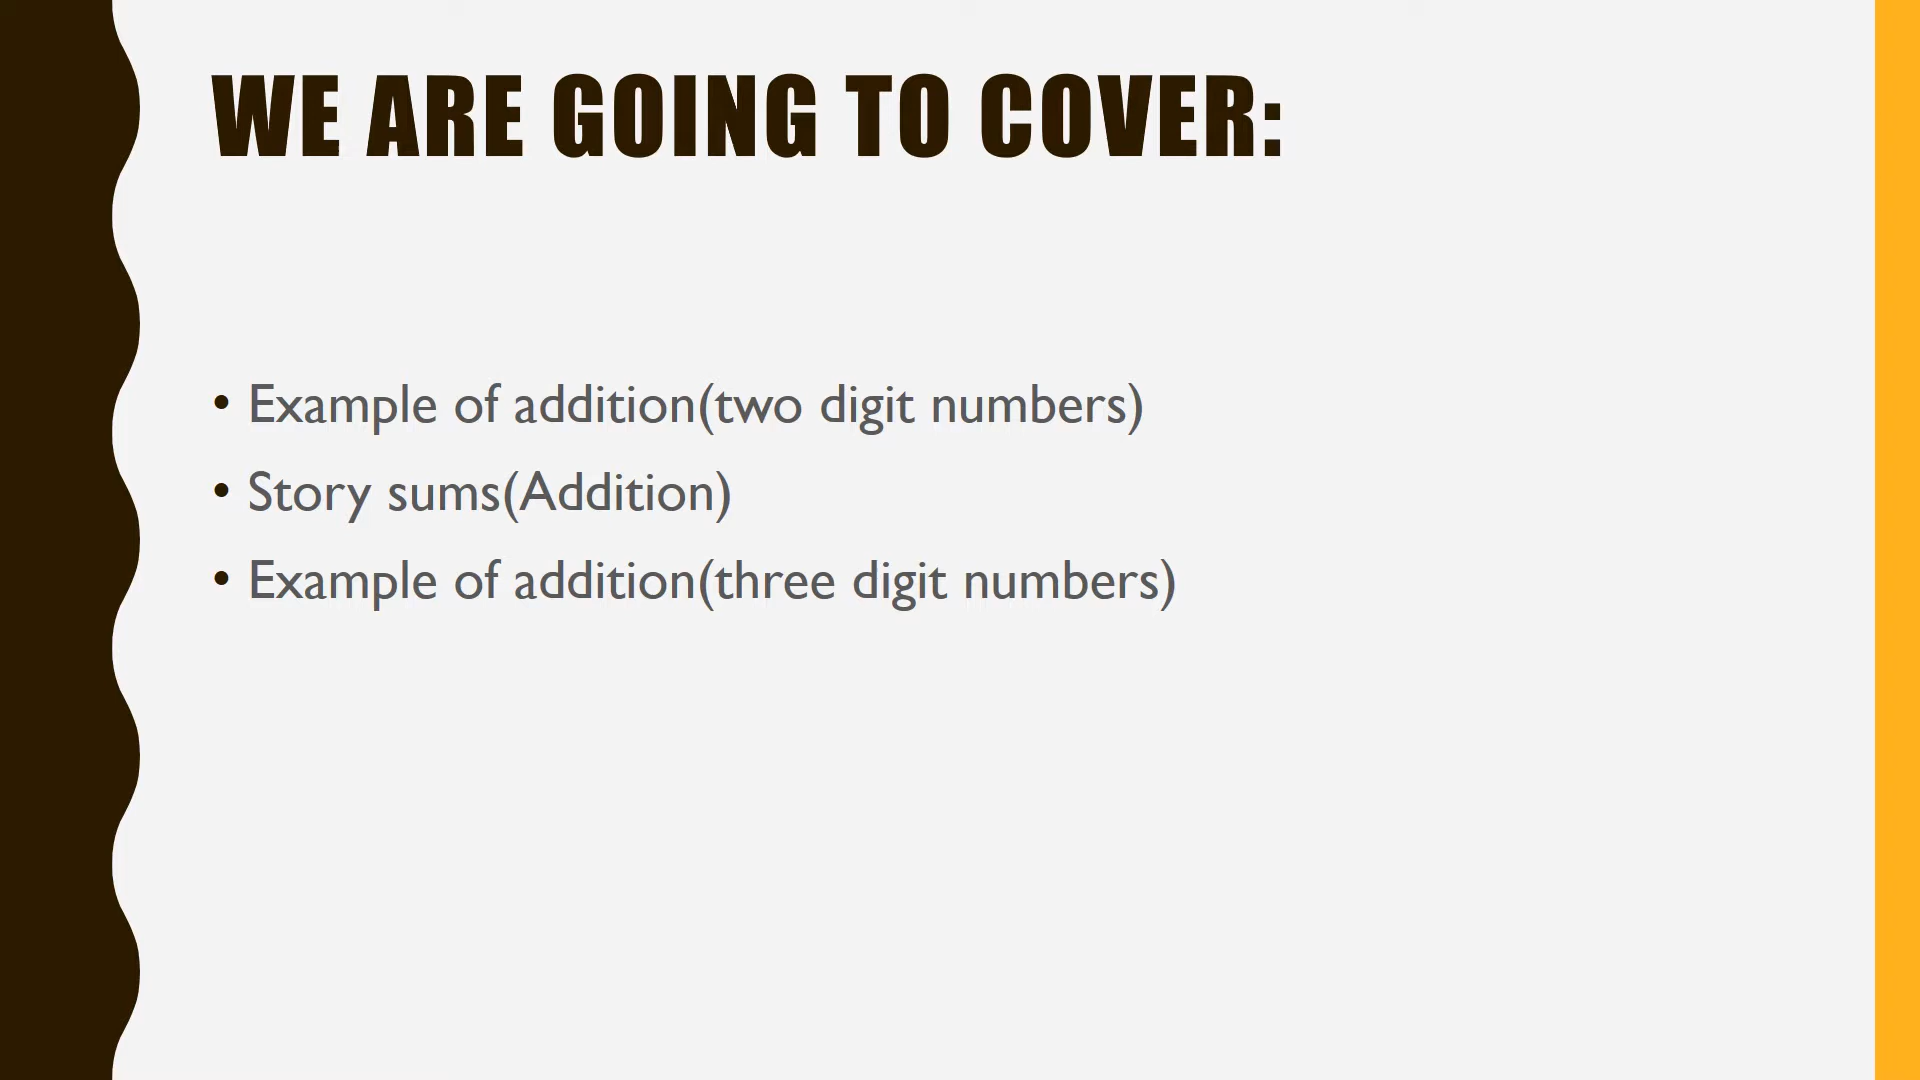 WE ARE GOING TO COVER:
• Example of addition(two digit numbers)
• Story sums(Addition)
• Example of addition(three digit numbers)